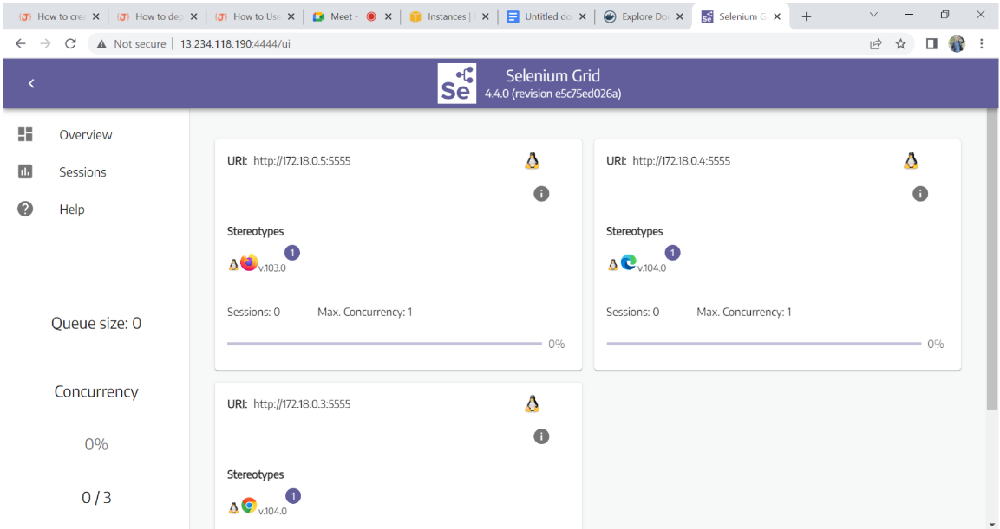 How to crea
How to dep
How to Use
Meet -
Instances |
Untitled do
Explore Do
Selenium G
Not secure | 13.234.118.190:4444/ui
Se
Selenium Grid
4.4.0 (revision e5c75ed026a)
Overview
Sessions
Help
Queue size: 0
Concurrency
0%
0 / 3
URI: http://172.18.0.5:5555
Stereotypes
1
v.103.0
Sessions: 0 Max. Concurrency: 1
0%
URI: http://172.18.0.4:5555
Stereotypes
1
v.104.0
Sessions: 0 Max. Concurrency: 1
0%
URI: http://172.18.0.3:5555
Stereotypes
1
v.104.0